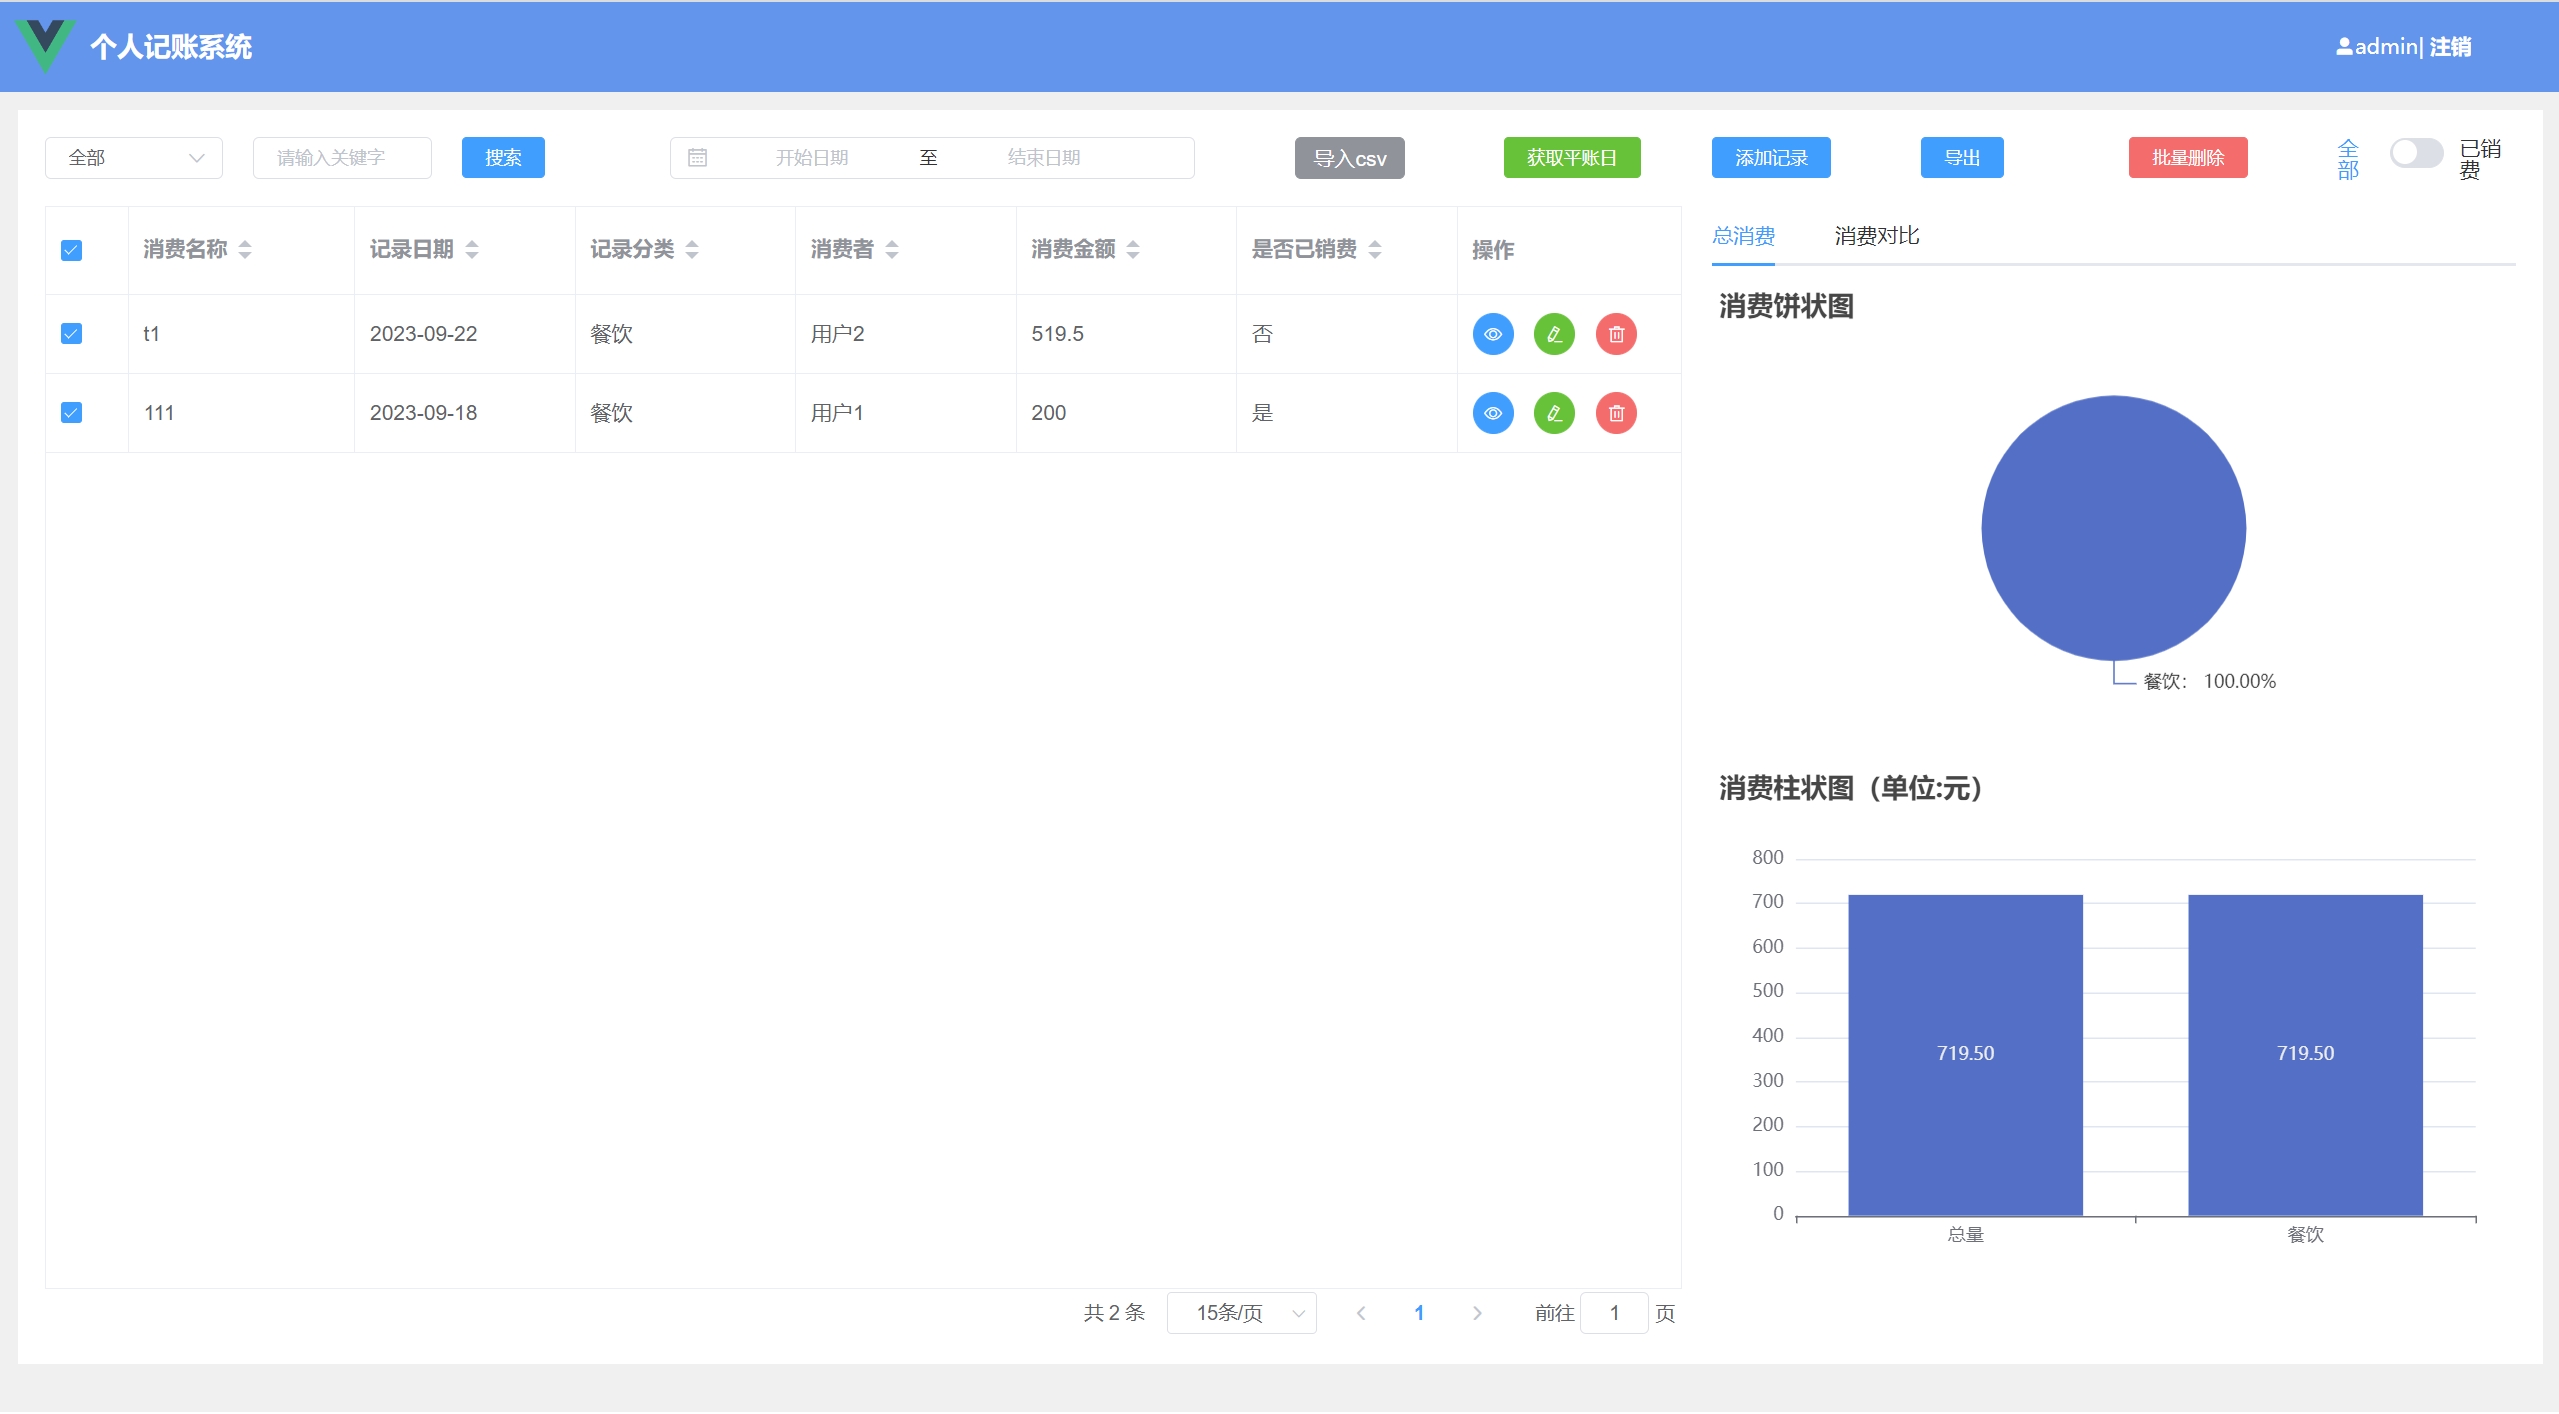 个人记账系统
admin| 注销
全部 请输入关键字 搜索 开始日期 至 结束日期 导入csv 获取平账日 添加记录 导出 批量删除 全部 已销费
消费名称 记录日期 记录分类 消费者 消费金额 是否已销费 操作
t1 2023-09-22 餐饮 用户2 519.5 否
111 2023-09-18 餐饮 用户1 200 是
共 2 条 15条/页 1 前往 1 页
总消费 消费对比
消费饼状图
餐饮: 100.00%
消费柱状图（单位:元）
800
700
600
500
400
300
200
100
0
719.50 719.50
总量 餐饮